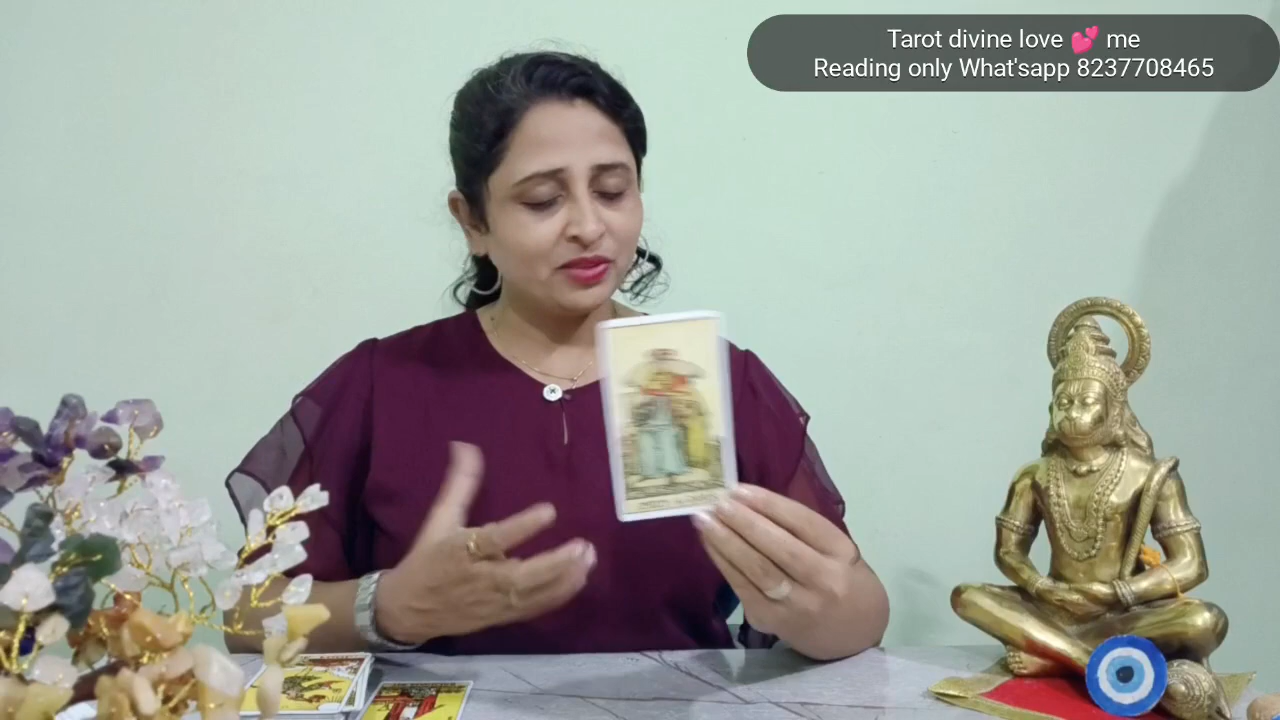 Tarot divine love 💕 me
Reading only What'sapp 8237708465